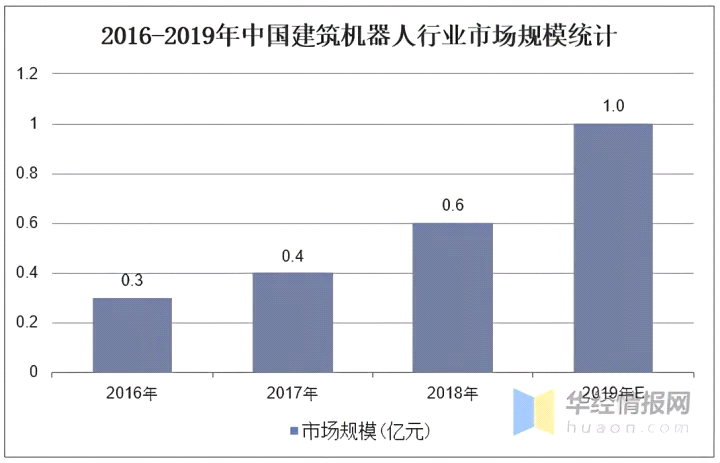 2016-2019年中国建筑机器人行业市场规模统计
1.2
1
0.8
0.6
0.4
0.2
0
0.3
0.4
0.6
1.0
2016年
2017年
2018年
2019年E
市场规模(亿元)
华经情报网
huaon.com